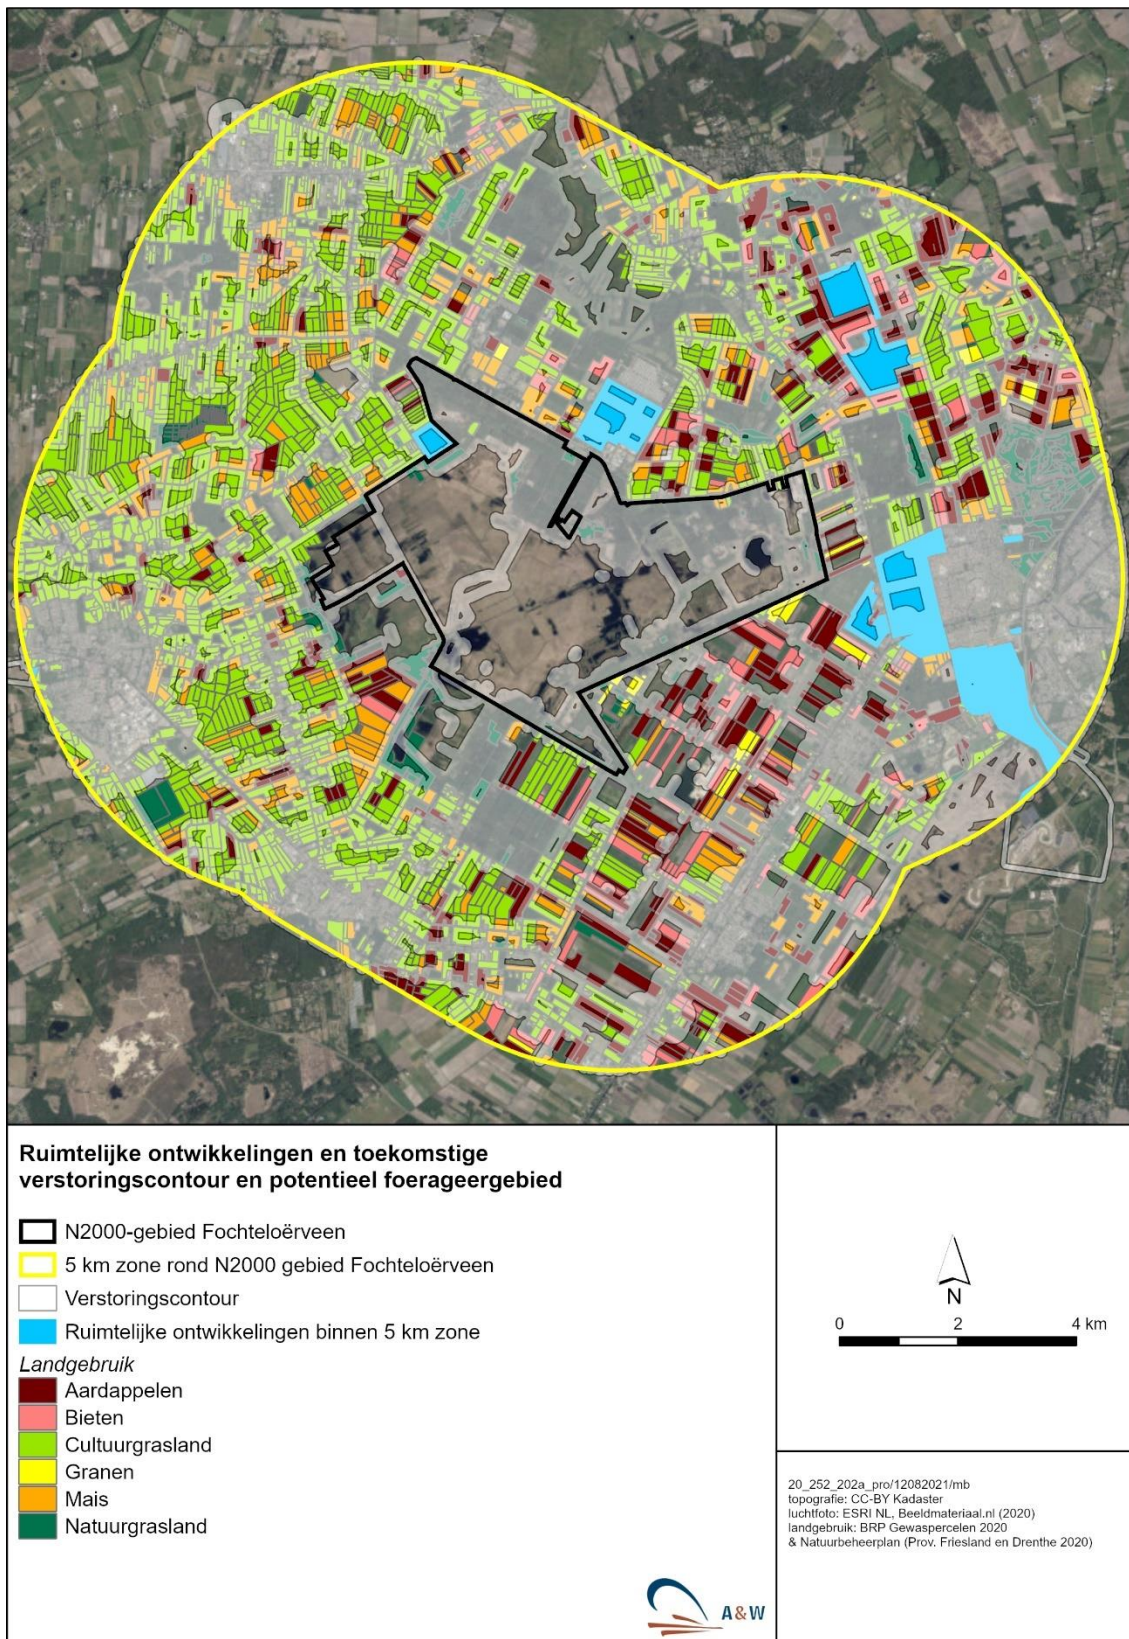 Ruimtelijke ontwikkelingen en toekomstige
verstoringscontour en potentieel foerageergebied
N2000-gebied Fochteloërveen
5 km zone rond N2000 gebied Fochteloërveen
Verstoringscontour
Ruimtelijke ontwikkelingen binnen 5 km zone
Landgebruik
Aardappelen
Bieten
Cultuurgrasland
Granen
Mais
Natuurgrasland
A&W
N
0 2 4 km
20_252_202a_pro/12082021/mb
topografie: CC-BY Kadaster
luchtfoto: ESRI NL, Beeldmateriaal.nl (2020)
landgebruik: BRP Gewaspercelen 2020
& Natuurbeheerplan (Prov. Friesland en Drenthe 2020)